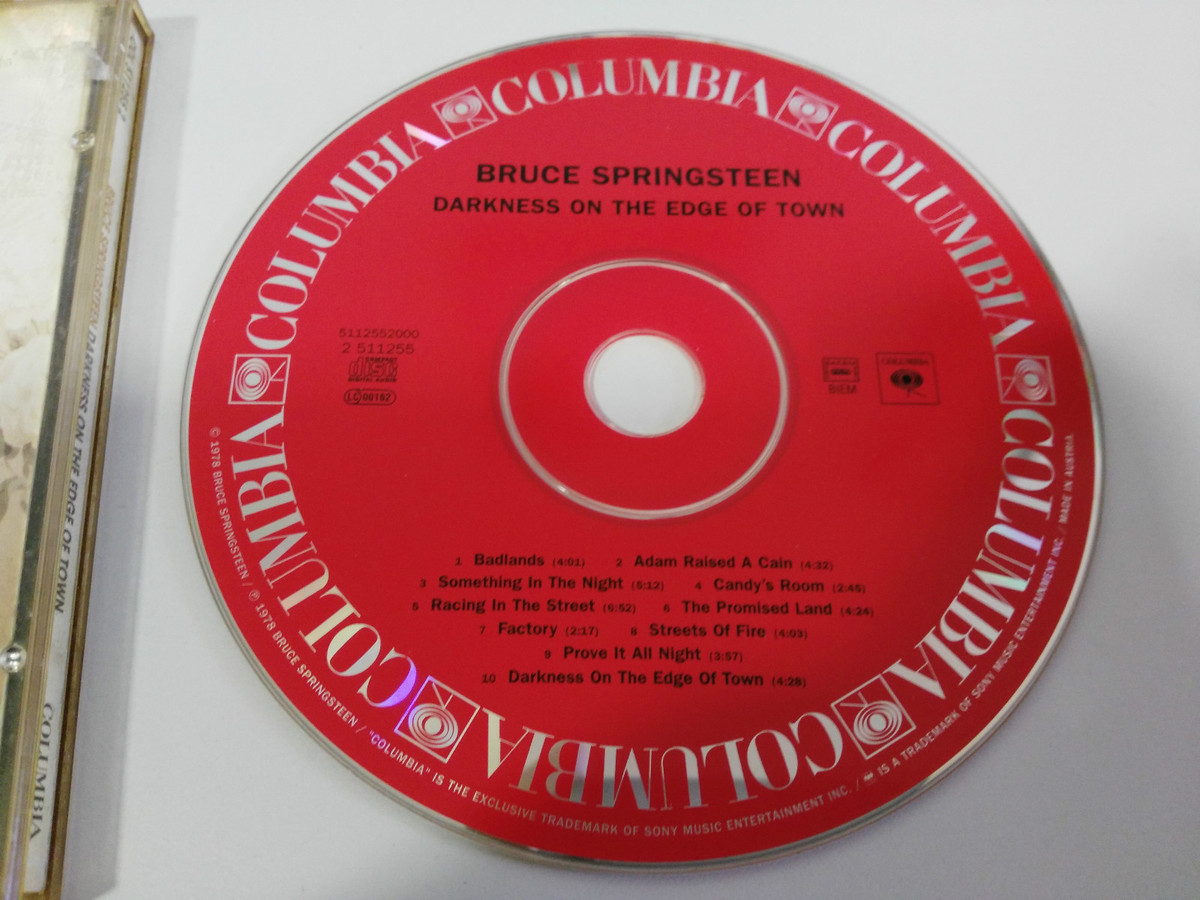 COLUMBIA COLUMBIA COLUMBIA COLUMBIA COLUMBIA COLUMBIA COLUMBIA
BRUCE SPRINGSTEEN
DARKNESS ON THE EDGE OF TOWN
5112552000
2 511255
COMPACT
disc
DIGITAL AUDIO
LC 00162
BIEM
COLUMBIA
1 Badlands (4:01) 2 Adam Raised A Cain (4:32)
3 Something In The Night (5:12) 4 Candy's Room (2:45)
5 Racing In The Street (6:52) 6 The Promised Land (4:24)
7 Factory (2:17) 8 Streets Of Fire (4:03)
9 Prove It All Night (3:57)
10 Darkness On The Edge Of Town (4:28)
© 1978 BRUCE SPRINGSTEEN / ℗ 1978 BRUCE SPRINGSTEEN / "COLUMBIA" IS THE EXCLUSIVE TRADEMARK OF SONY MUSIC ENTERTAINMENT INC. / IS A TRADEMARK OF SONY MUSIC ENTERTAINMENT INC. / MADE IN AUSTRIA
DARKNESS ON THE EDGE OF TOWN
COLUMBIA